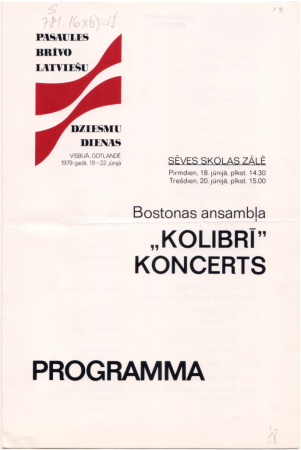 PASAULES
BRĪVO
LATVIEŠU
DZIESMU
DIENAS
VISBIJĀ, GOTLANDĒ
1979. gadā, 19.–22. jūnijā
SĒVES SKOLAS ZĀLĒ
Pirmdien, 18. jūnijā, plkst. 14.30
Trešdien, 20. jūnijā, plkst. 15.00
Bostonas ansambļa
„KOLIBRĪ”
KONCERTS
PROGRAMMA